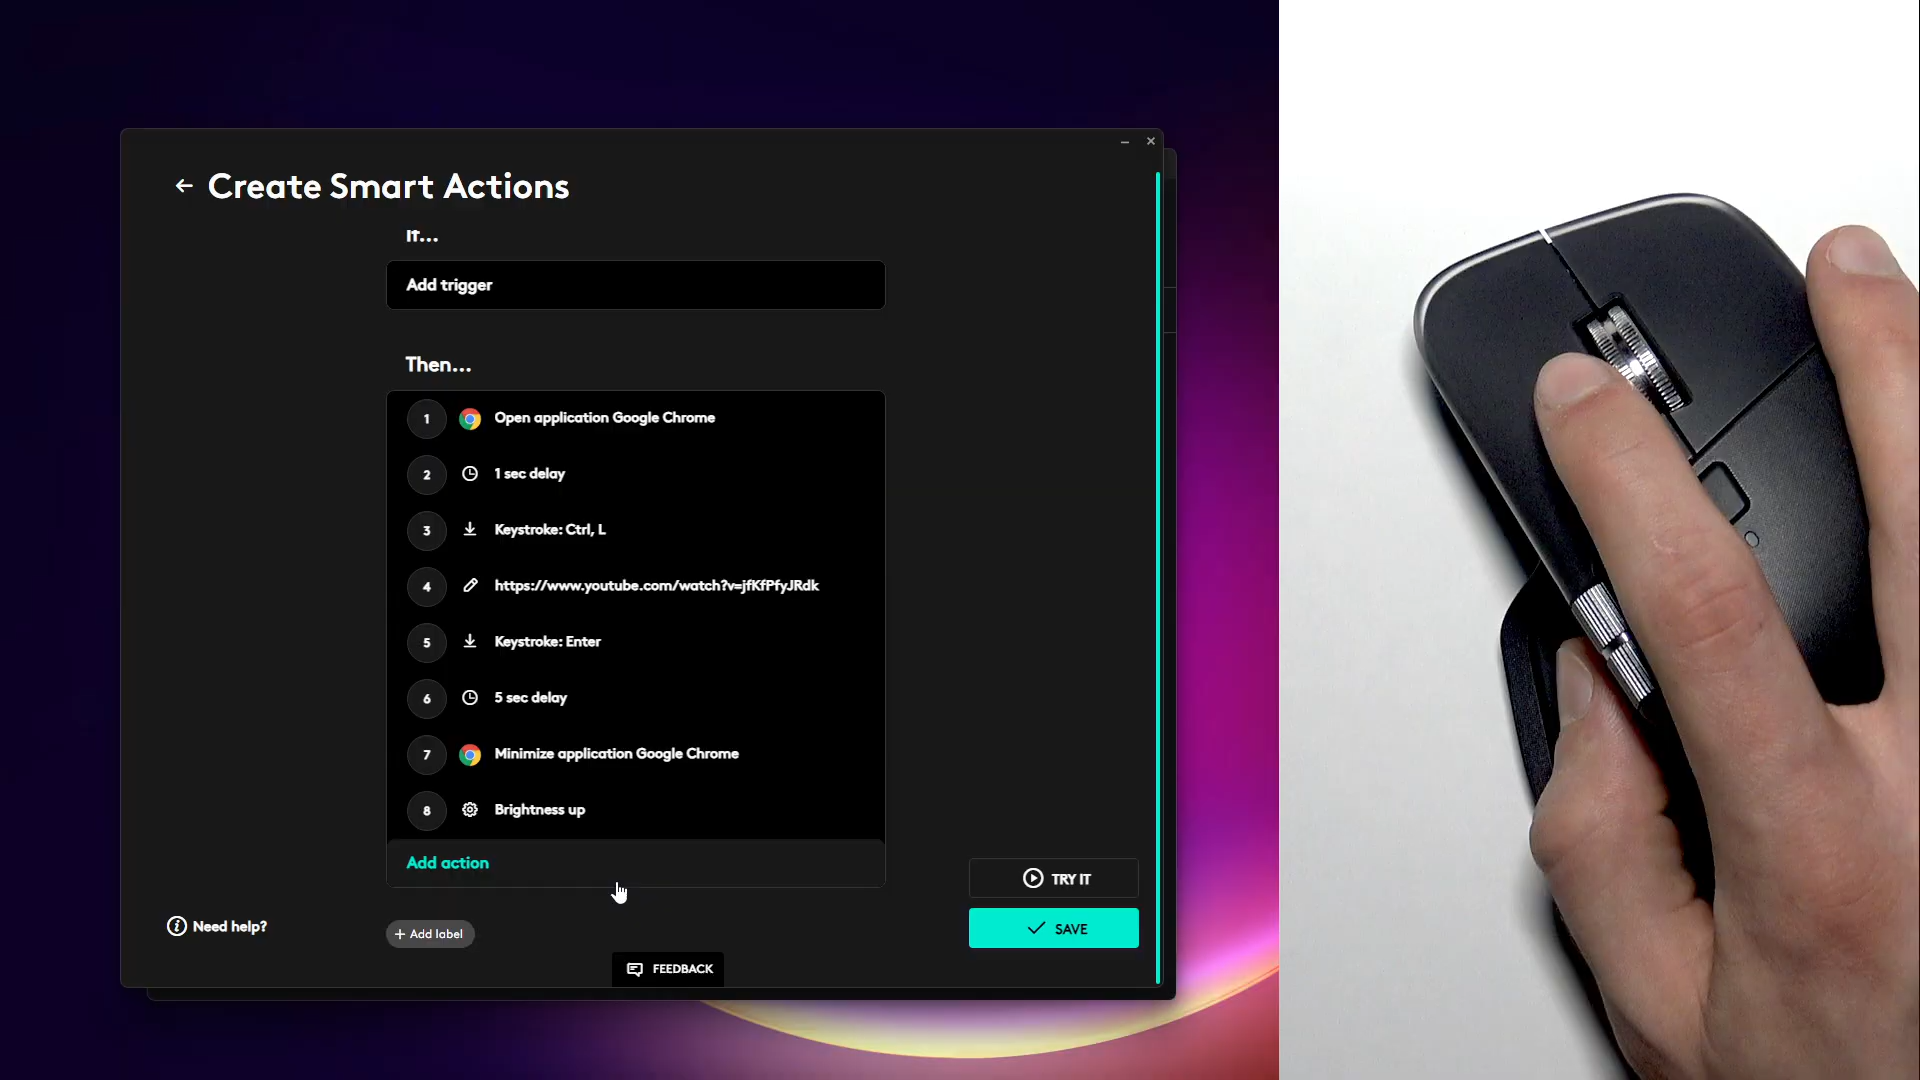 Create Smart Actions
If...
Add trigger
Then...
1 Open application Google Chrome
2 1 sec delay
3 Keystroke: Ctrl, L
4 https://www.youtube.com/watch?v=jfKfPfyJRdk
5 Keystroke: Enter
6 5 sec delay
7 Minimize application Google Chrome
8 Brightness up
Add action
TRY IT
Need help?
+ Add label
SAVE
FEEDBACK